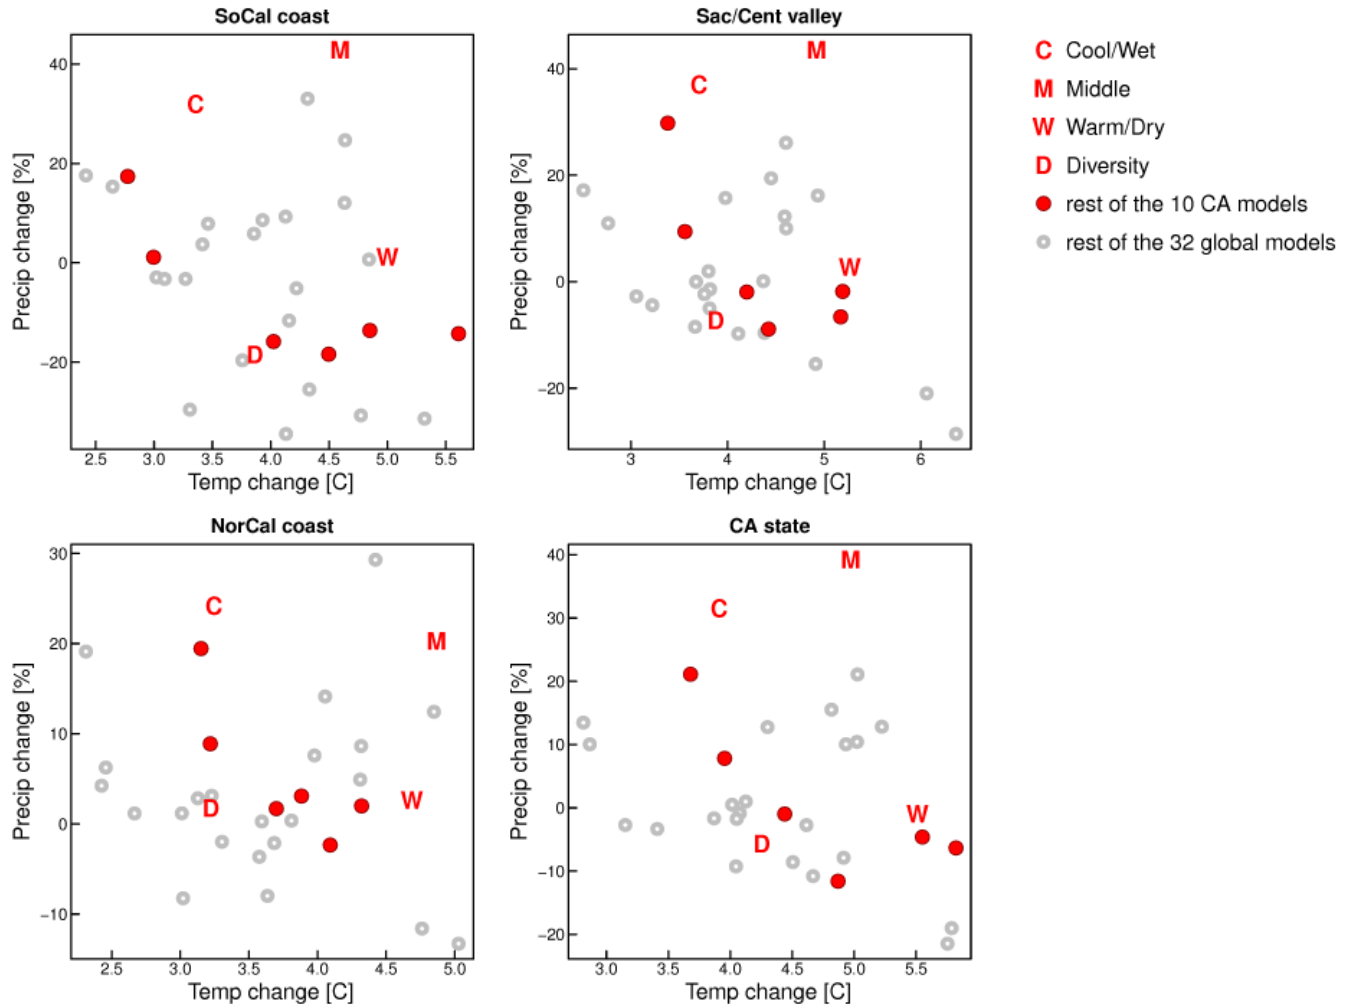 SoCal coast
M
C
W
D
40
20
0
−20
2.5 3.0 3.5 4.0 4.5 5.0 5.5
Precip change [%]
Temp change [C]
Sac/Cent valley
M
C
W
D
40
20
0
−20
3 4 5 6
Precip change [%]
Temp change [C]
C Cool/Wet
M Middle
W Warm/Dry
D Diversity
rest of the 10 CA models
rest of the 32 global models
NorCal coast
C
M
W
D
30
20
10
0
−10
2.5 3.0 3.5 4.0 4.5 5.0
Precip change [%]
Temp change [C]
CA state
M
C
W
D
40
30
20
10
0
−10
−20
3.0 3.5 4.0 4.5 5.0 5.5
Precip change [%]
Temp change [C]